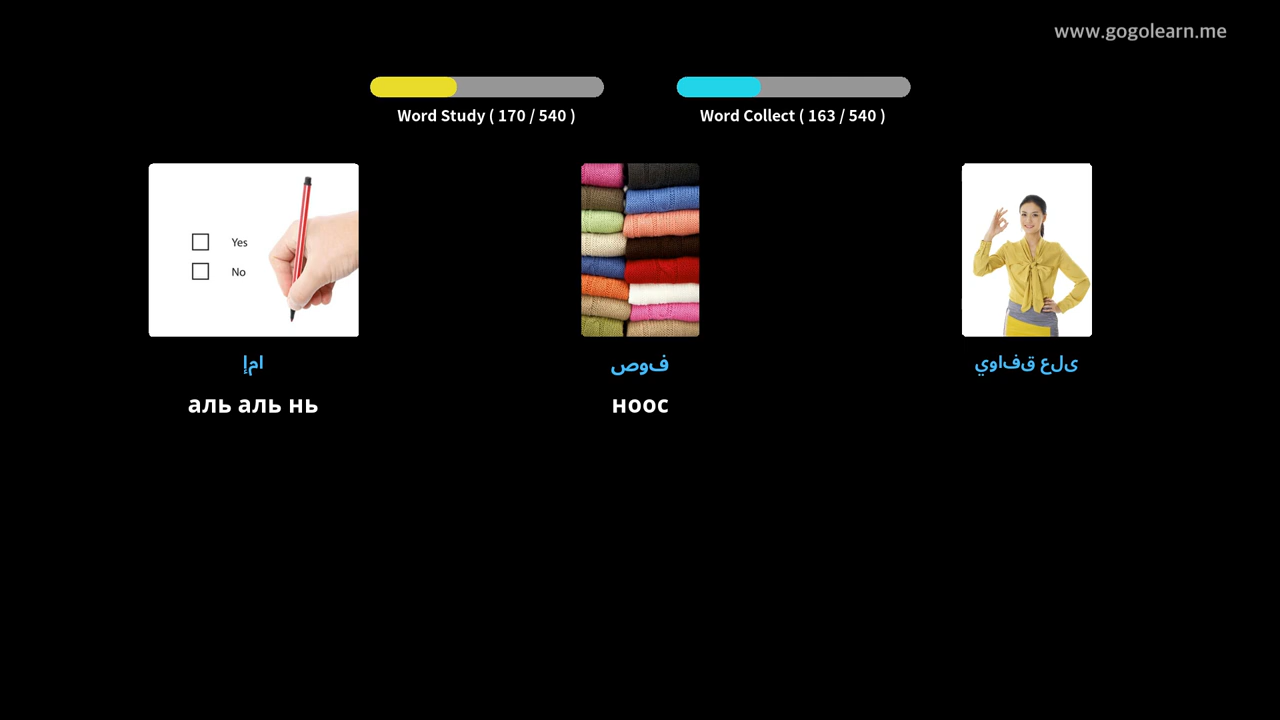 www.gogolearn.me
Word Study ( 170 / 540 )
Word Collect ( 163 / 540 )
Yes
No
امإ
فوص
ىلع قفاوي
аль аль нь
ноос